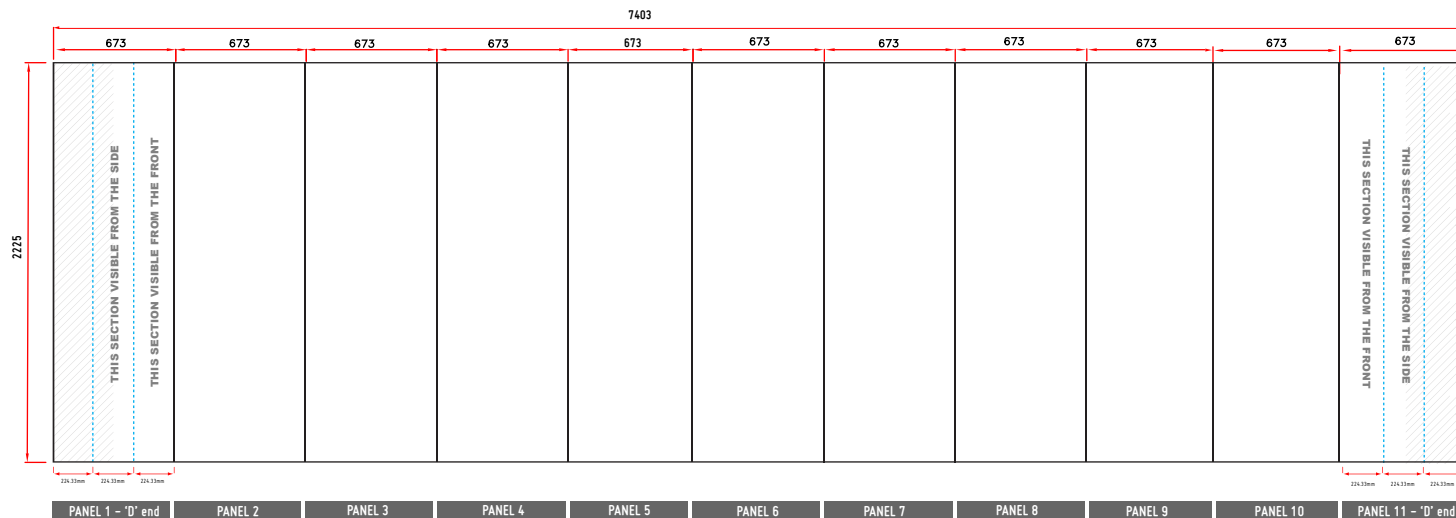 7403
673 673 673 673 673 673 673 673 673 673 673
2225
THIS SECTION VISIBLE FROM THE SIDE
THIS SECTION VISIBLE FROM THE FRONT
THIS SECTION VISIBLE FROM THE FRONT
THIS SECTION VISIBLE FROM THE SIDE
224.33mm 224.33mm 224.33mm 224.33mm 224.33mm 224.33mm
PANEL 1 - 'D' end PANEL 2 PANEL 3 PANEL 4 PANEL 5 PANEL 6 PANEL 7 PANEL 8 PANEL 9 PANEL 10 PANEL 11 - 'D' end